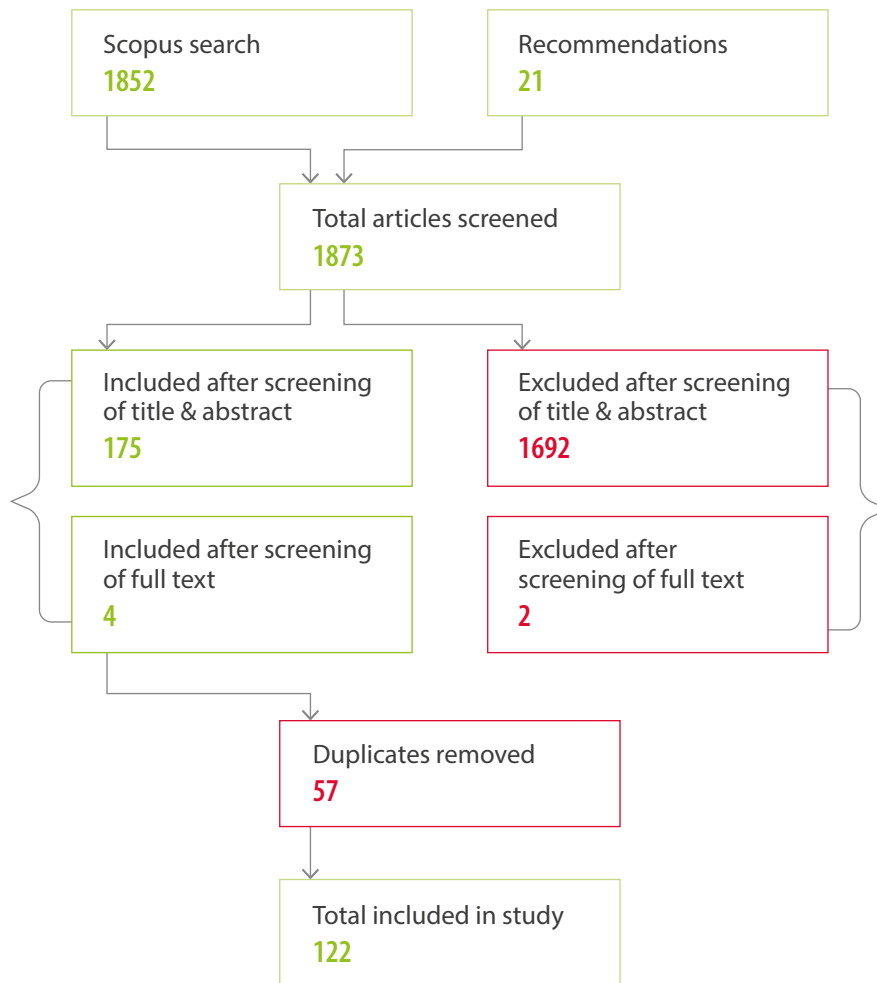 Scopus search
1852
Recommendations
21
Total articles screened
1873
Included after screening
of title & abstract
175
Excluded after screening
of title & abstract
1692
Included after screening
of full text
4
Excluded after
screening of full text
2
Duplicates removed
57
Total included in study
122